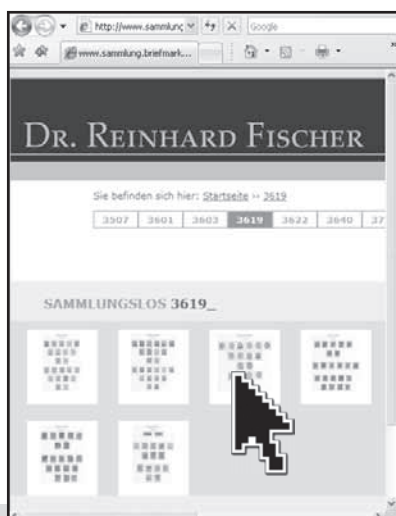 http://www.sammlung
Google
www.sammlung.briefmark...
DR. REINHARD FISCHER
Sie befinden sich hier: Startseite ›› 3619
3507 3601 3603 3619 3622 3640 37
SAMMLUNGSLOS 3619_